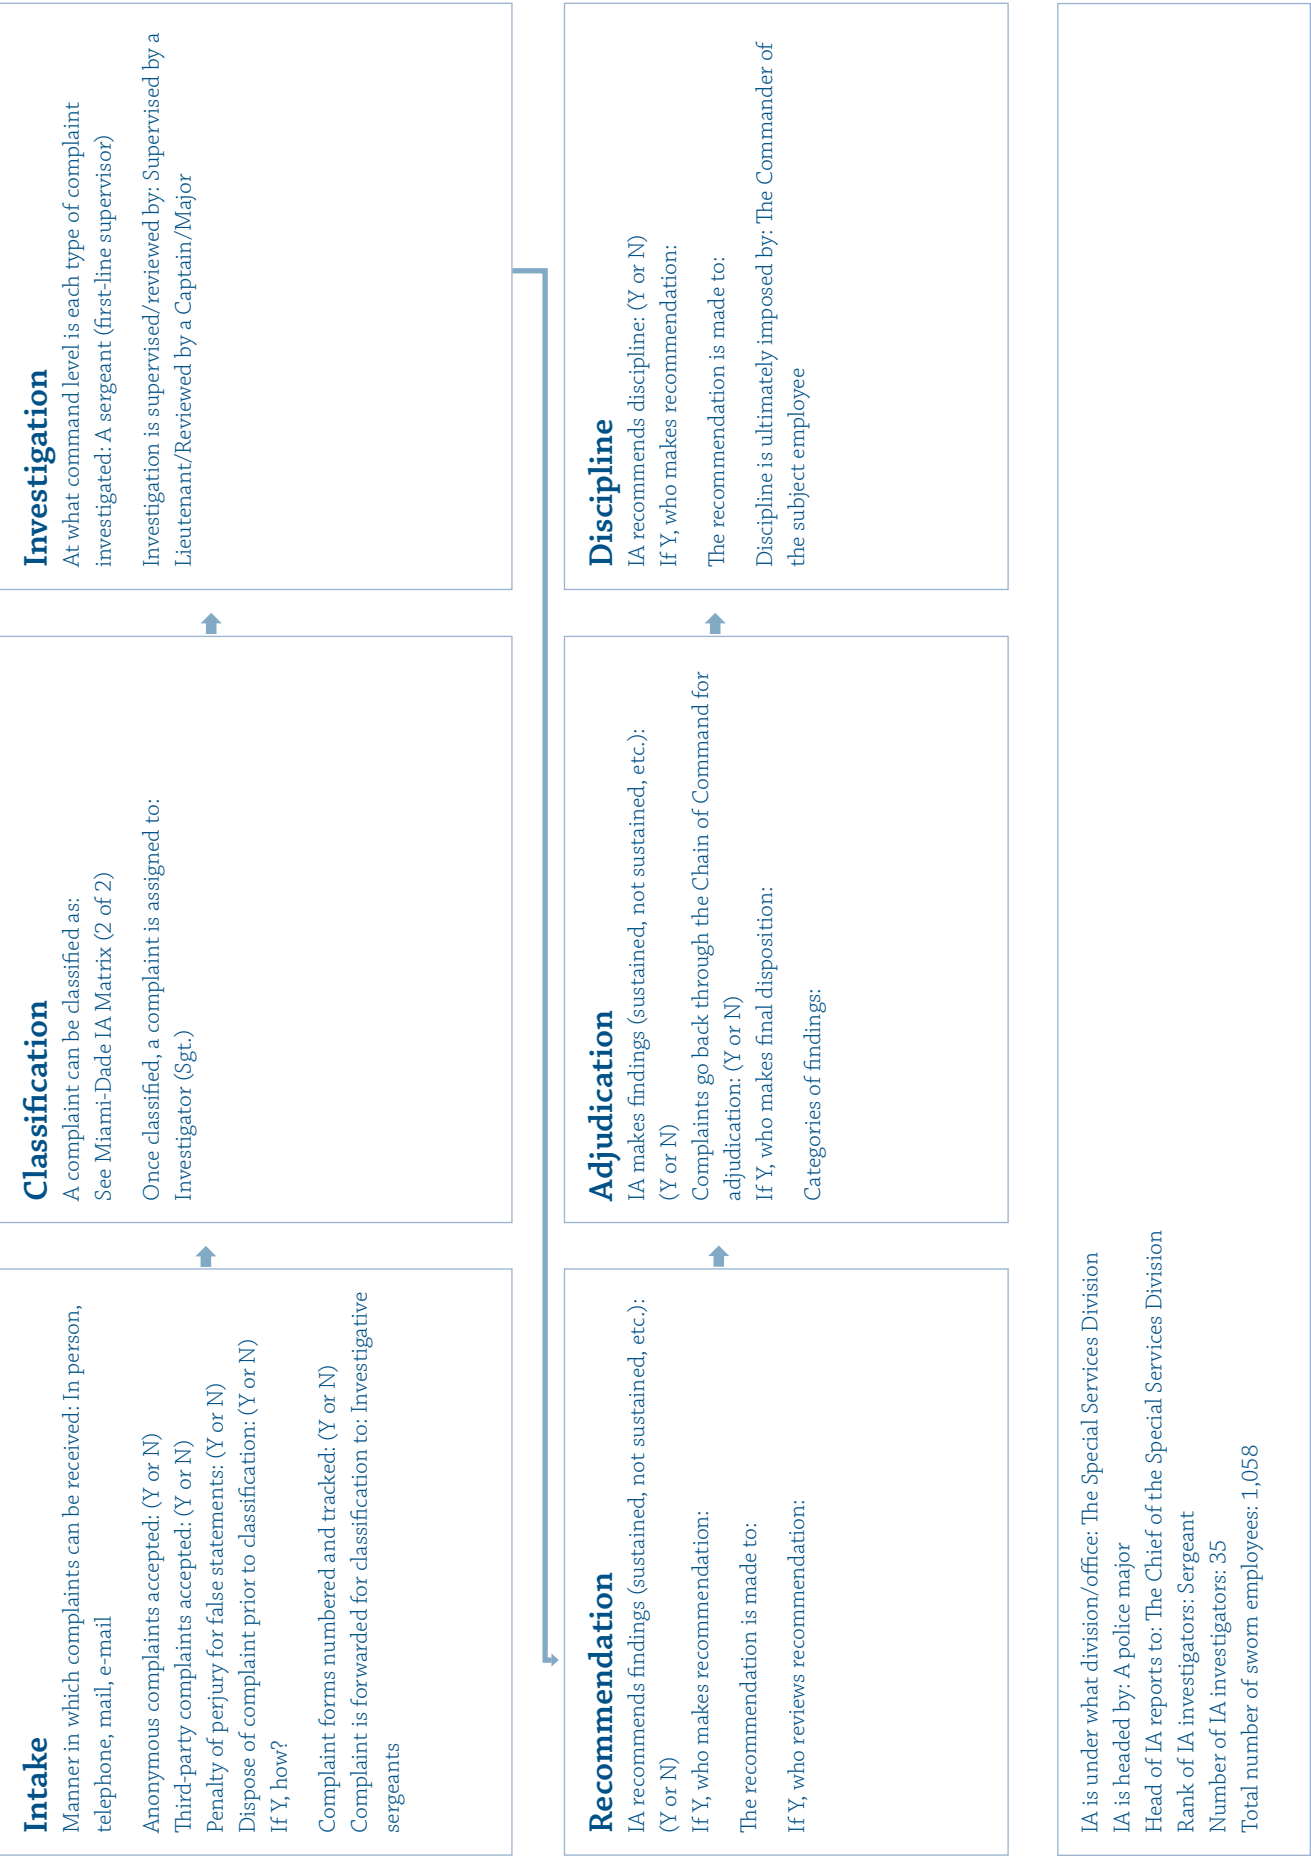 Intake
Manner in which complaints can be received: In person,
telephone, mail, e-mail
Anonymous complaints accepted: (Y or N)
Third-party complaints accepted: (Y or N)
Penalty of perjury for false statements: (Y or N)
Dispose of complaint prior to classification: (Y or N)
If Y, how?
Complaint forms numbered and tracked: (Y or N)
Complaint is forwarded for classification to: Investigative
sergeants
Classification
A complaint can be classified as:
See Miami-Dade IA Matrix (2 of 2)
Once classified, a complaint is assigned to:
Investigator (Sgt.)
Investigation
At what command level is each type of complaint
investigated: A sergeant (first-line supervisor)
Investigation is supervised/reviewed by: Supervised by a
Lieutenant/Reviewed by a Captain/Major
Recommendation
IA recommends findings (sustained, not sustained, etc.):
(Y or N)
If Y, who makes recommendation:
The recommendation is made to:
If Y, who reviews recommendation:
Adjudication
IA makes findings (sustained, not sustained, etc.):
(Y or N)
Complaints go back through the Chain of Command for
adjudication: (Y or N)
If Y, who makes final disposition:
Categories of findings:
Discipline
IA recommends discipline: (Y or N)
If Y, who makes recommendation:
The recommendation is made to:
Discipline is ultimately imposed by: The Commander of
the subject employee
IA is under what division/office: The Special Services Division
IA is headed by: A police major
Head of IA reports to: The Chief of the Special Services Division
Rank of IA investigators: Sergeant
Number of IA investigators: 35
Total number of sworn employees: 1,058